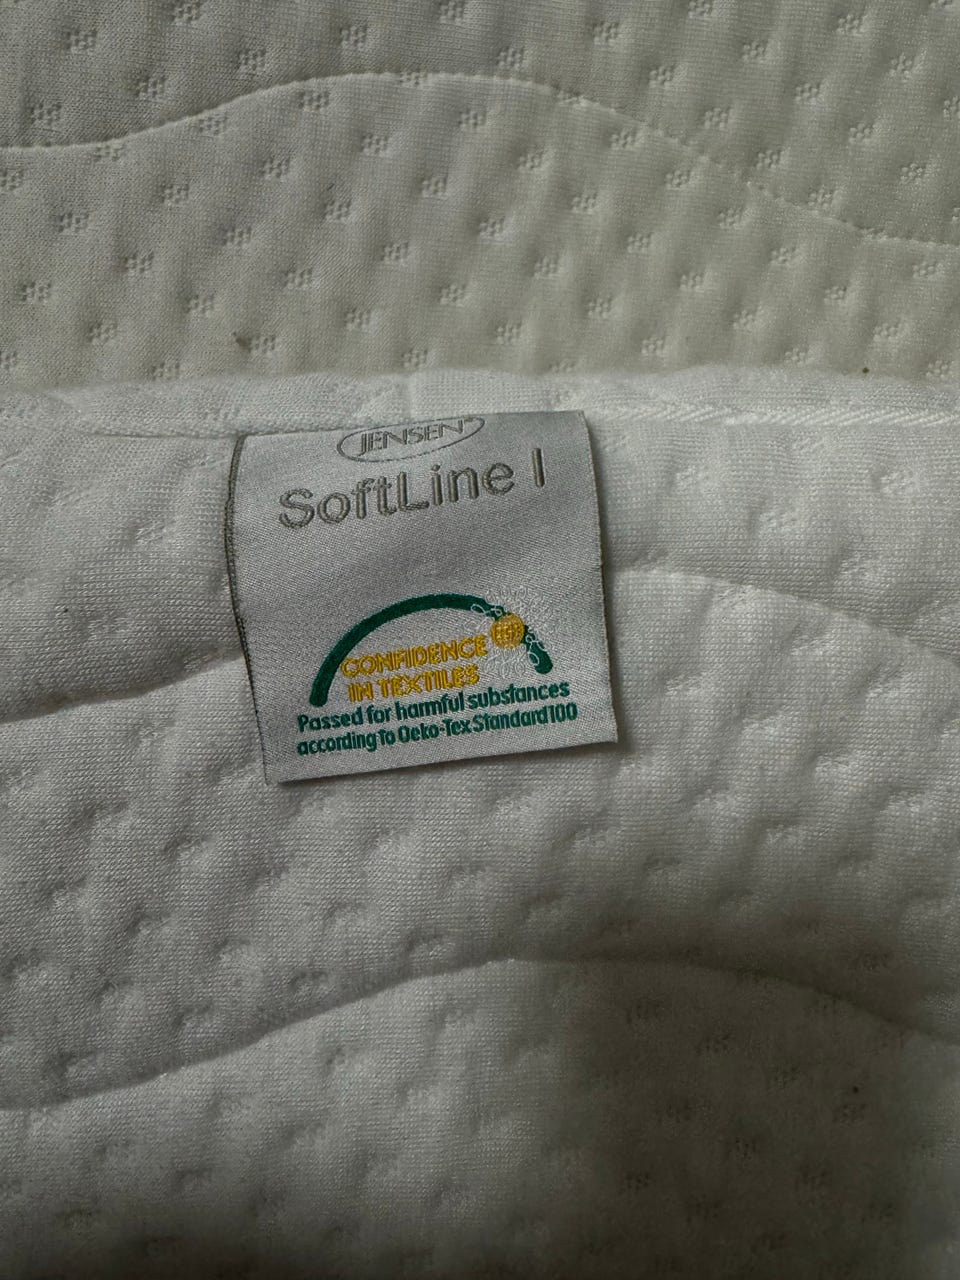 JENSEN®
SoftLine I
CONFIDENCE
IN TEXTILES
Passed for harmful substances
according to Oeko-Tex Standard 100